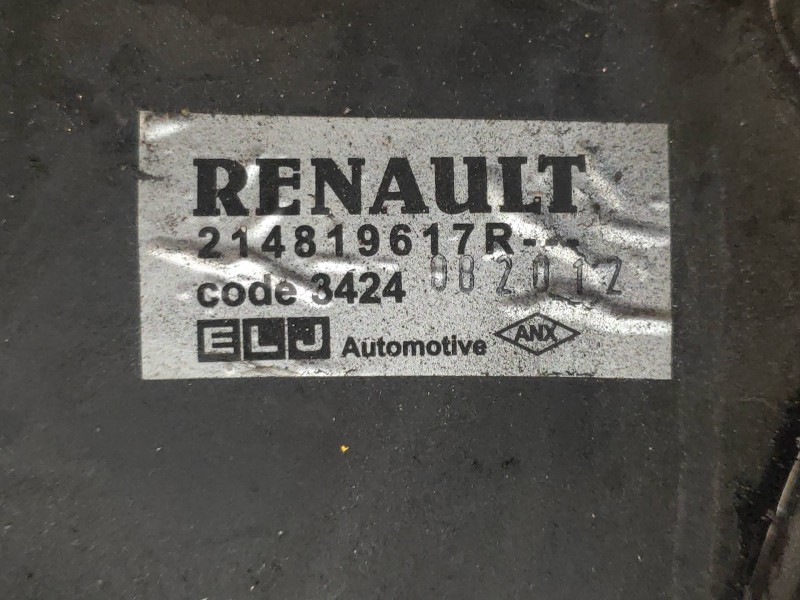 RENAULT
214819617R---
code 3424 082012
ELJ Automotive ANX